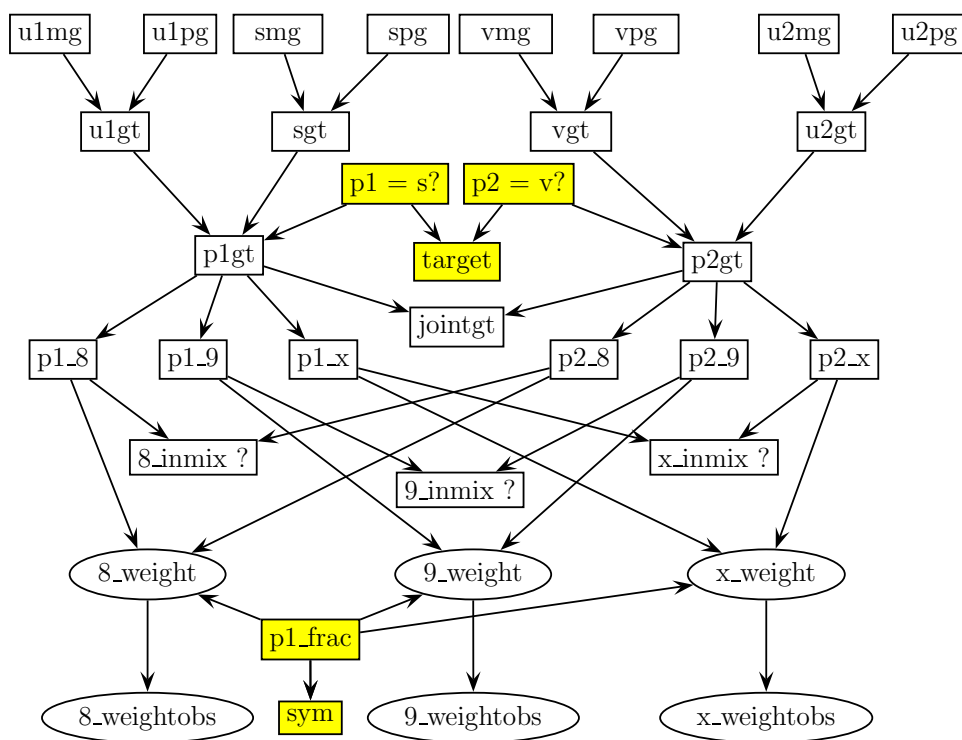 u1mg
u1pg
smg
spg
vmg
vpg
u2mg
u2pg
u1gt
sgt
vgt
u2gt
p1 = s?
p2 = v?
p1gt
target
p2gt
jointgt
p1_8
p1_9
p1_x
p2_8
p2_9
p2_x
8_inmix ?
9_inmix ?
x_inmix ?
8_weight
9_weight
x_weight
p1_frac
8_weightobs
sym
9_weightobs
x_weightobs